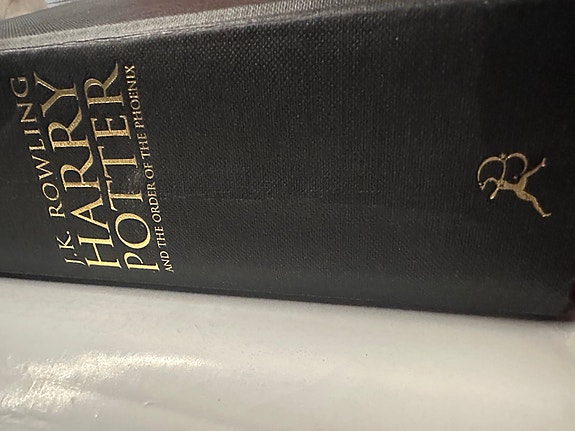 J.K. ROWLING
HARRY
POTTER
AND THE ORDER OF THE PHOENIX